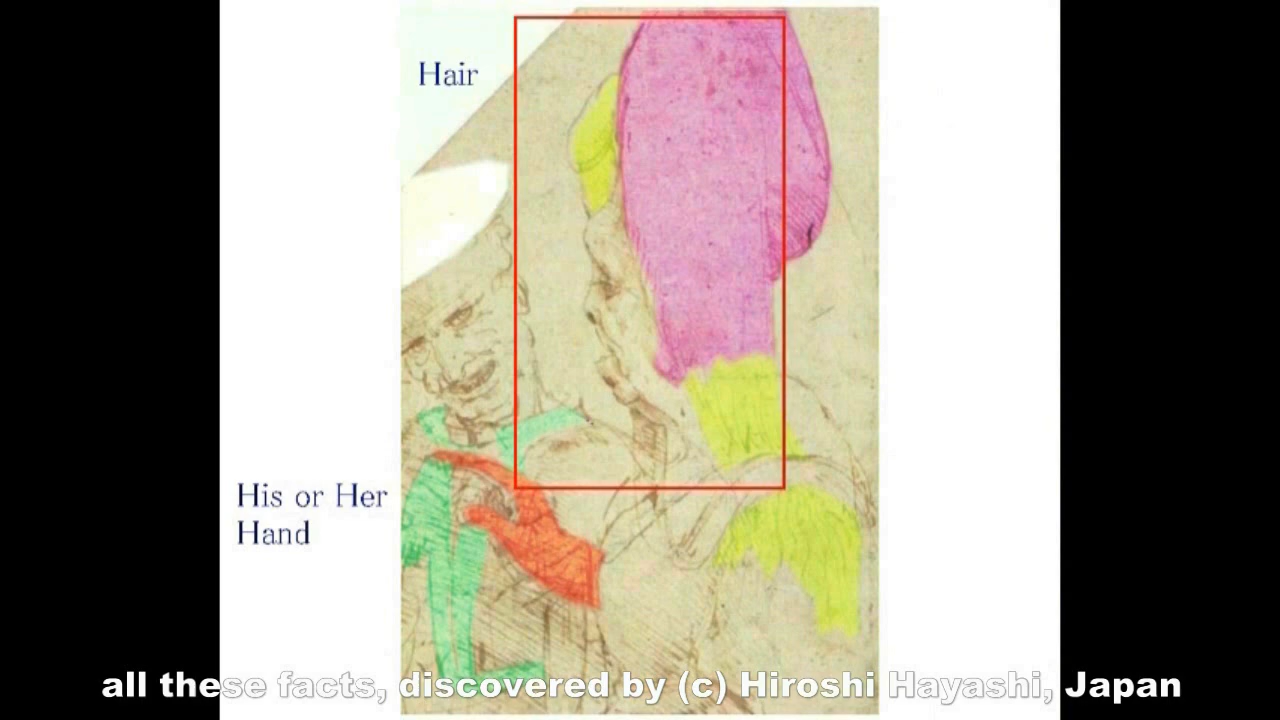 Hair
His or Her
Hand
all these facts, discovered by (c) Hiroshi Hayashi, Japan